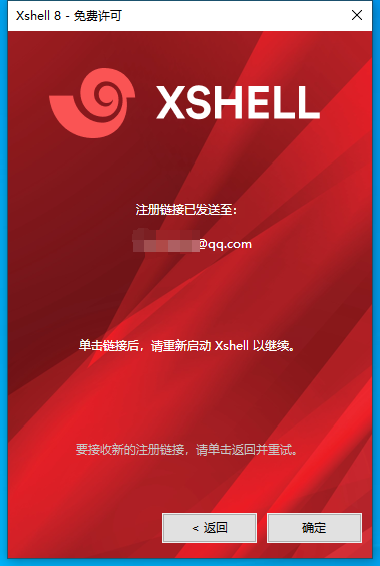 Xshell 8 - 免费许可
XSHELL
注册链接已发送至：
@qq.com
单击链接后，请重新启动 Xshell 以继续。
要接收新的注册链接，请单击返回并重试。
< 返回
确定